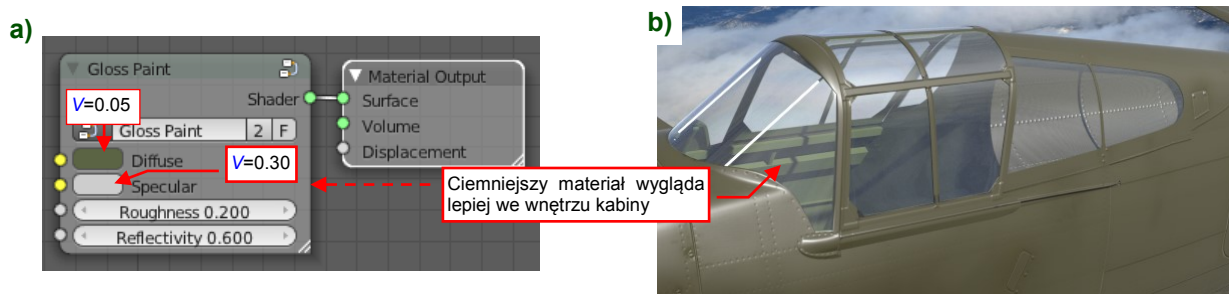 a)
Gloss Paint
Material Output
Shader
Surface
V=0.05
Volume
Gloss Paint 2 F
Displacement
Diffuse
V=0.30
Specular
Roughness 0.200
Reflectivity 0.600
Ciemniejszy materiał wygląda
lepiej we wnętrzu kabiny
b)